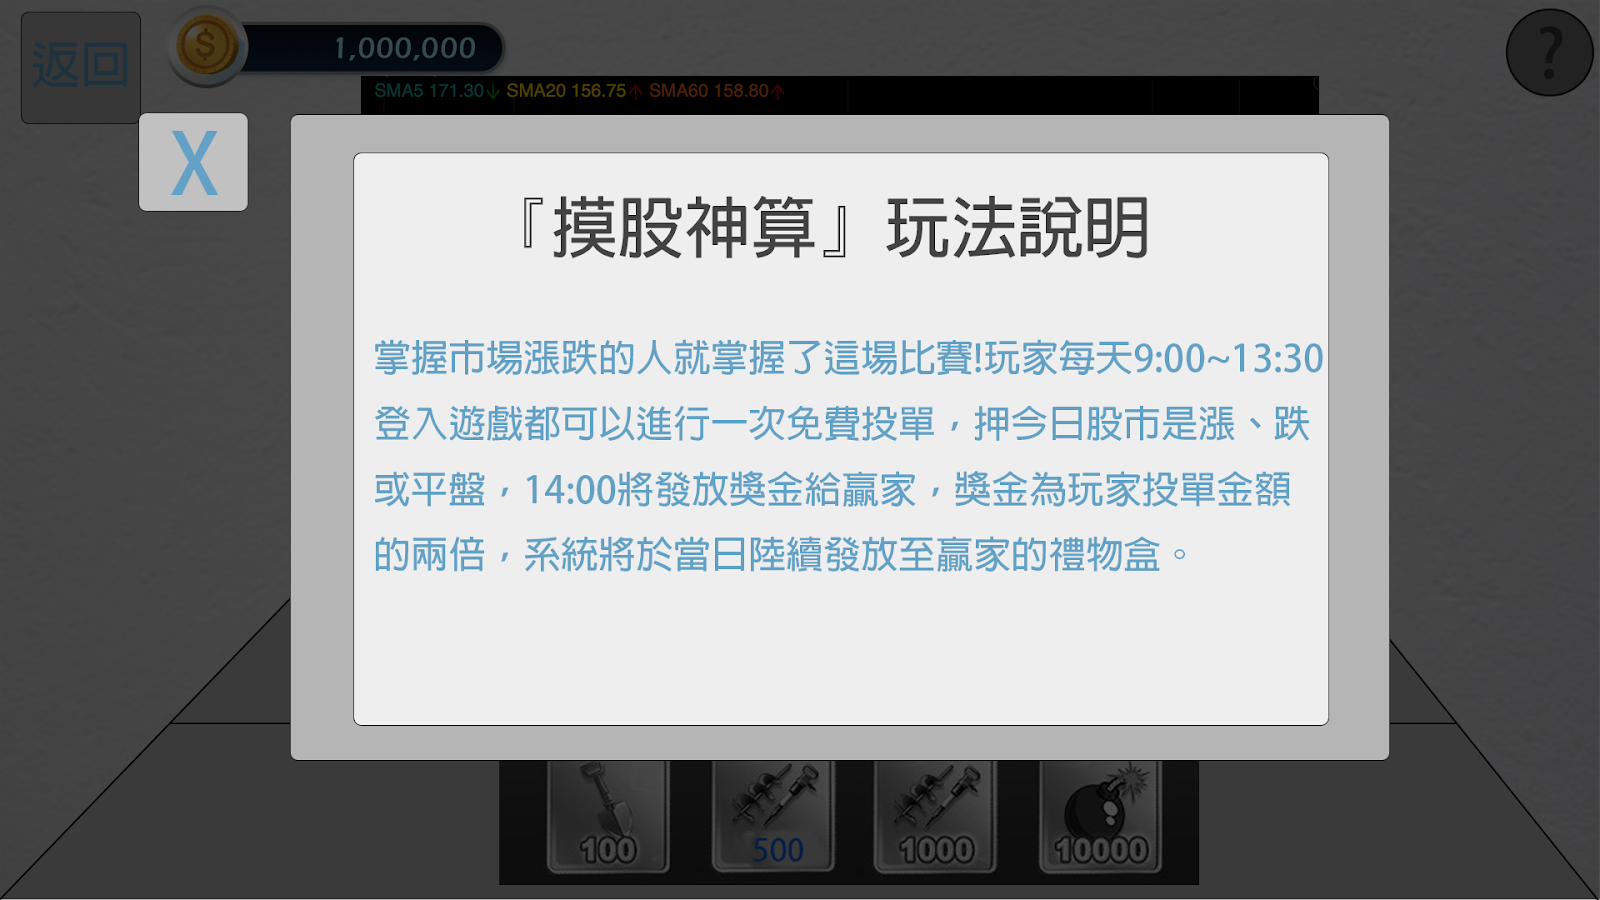 返回
1,000,000
?
SMA5 171.30↓ SMA20 156.75↑ SMA60 158.80↑
X
『摸股神算』玩法說明
掌握市場漲跌的人就掌握了這場比賽!玩家每天9:00~13:30
登入遊戲都可以進行一次免費投單，押今日股市是漲、跌
或平盤，14:00將發放獎金給贏家，獎金為玩家投單金額
的兩倍，系統將於當日陸續發放至贏家的禮物盒。
100
500
1000
10000